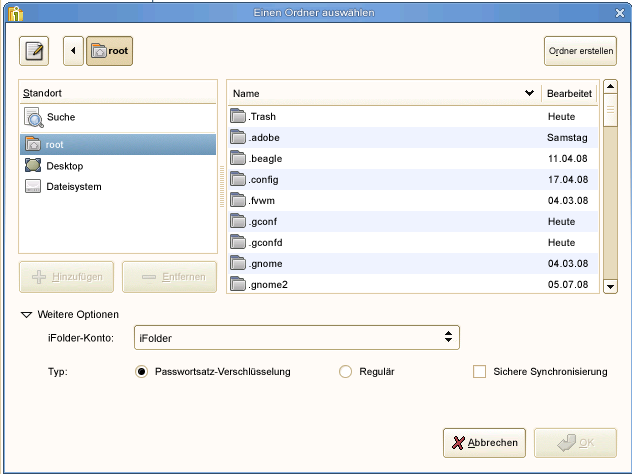 Einen Ordner auswählen
root
Ordner erstellen
Standort
Suche
root
Desktop
Dateisystem
Name Bearbeitet
.Trash Heute
.adobe Samstag
.beagle 11.04.08
.config 17.04.08
.fvwm 04.03.08
.gconf Heute
.gconfd Heute
.gnome 04.03.08
.gnome2 05.07.08
Hinzufügen Entfernen
Weitere Optionen
iFolder-Konto: iFolder
Typ: Passwortsatz-Verschlüsselung Regulär Sichere Synchronisierung
Abbrechen OK